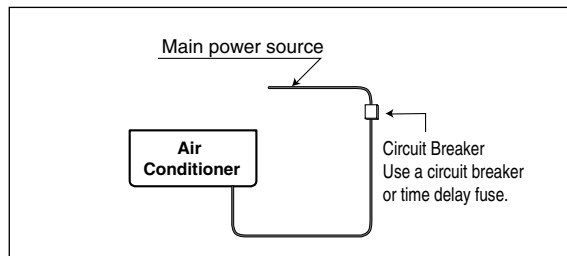 Main power source
Air
Conditioner
Circuit Breaker
Use a circuit breaker
or time delay fuse.